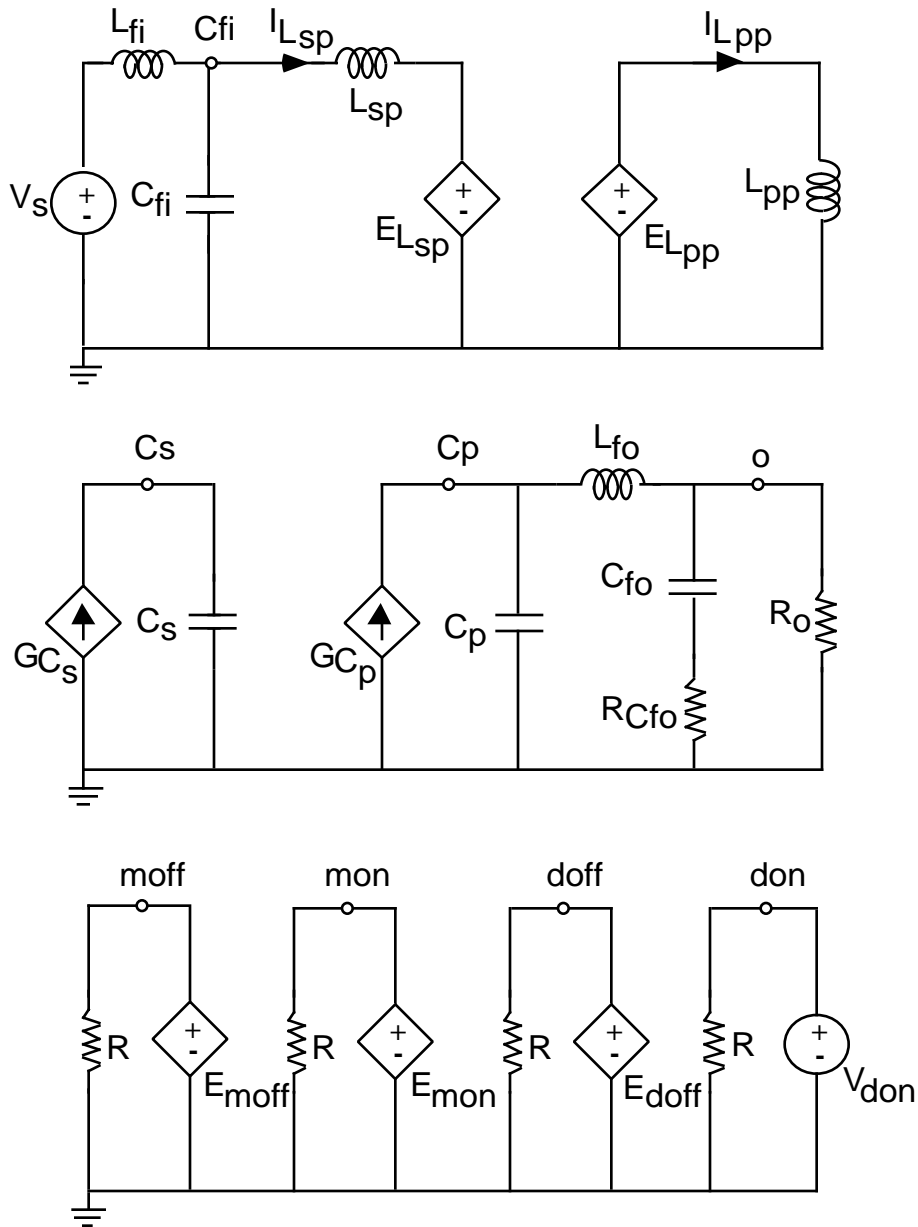 Lfi Cfi ILsp ILpp
Lsp
Vs + - Cfi ELsp + - ELpp + - Lpp
Cs Cp Lfo o
GCs Cs GCp Cp Cfo Ro
RCfo
moff mon doff don
R + - Emoff R + - Emon R + - Edoff R + - Vdon